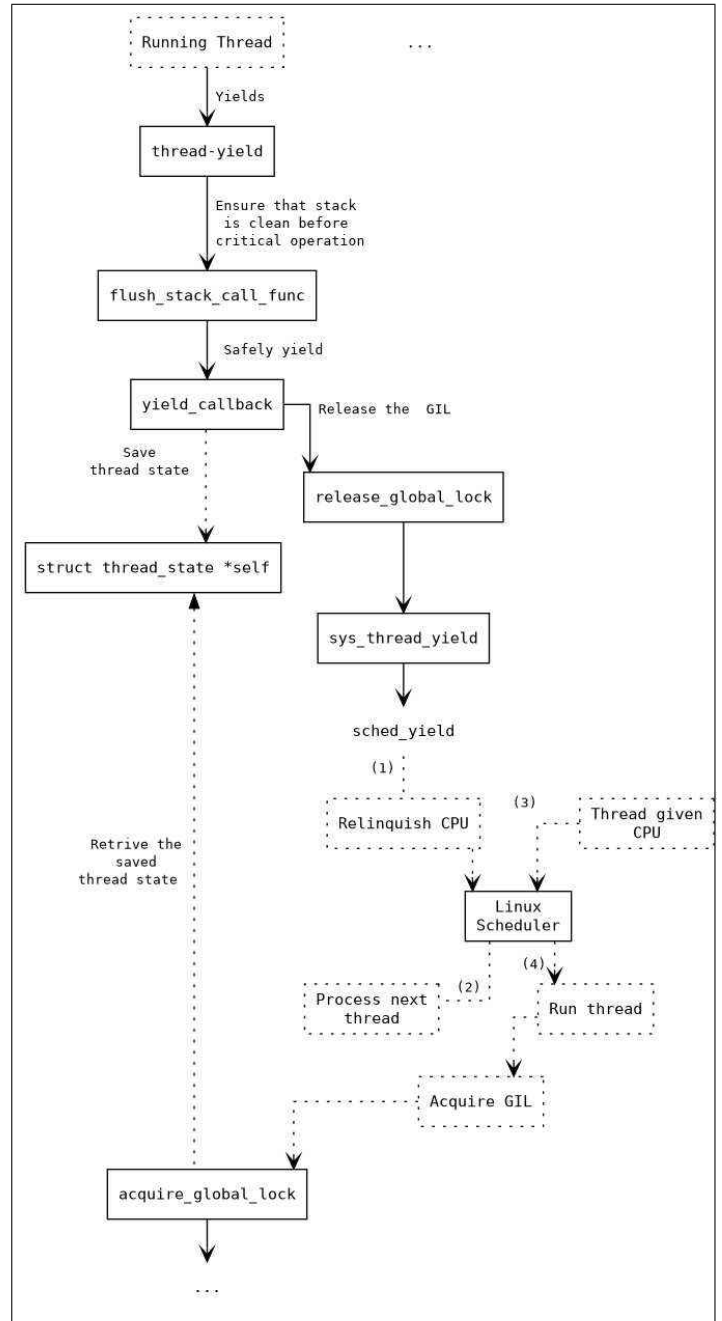 Running Thread
...
Yields
thread-yield
Ensure that stack
is clean before
critical operation
flush_stack_call_func
Safely yield
yield_callback
Release the GIL
Save
thread state
release_global_lock
struct thread_state *self
sys_thread_yield
sched_yield
(1)
Relinquish CPU
(3)
Thread given
CPU
Retrive the
saved
thread state
Linux
Scheduler
(2)
(4)
Process next
thread
Run thread
Acquire GIL
acquire_global_lock
...